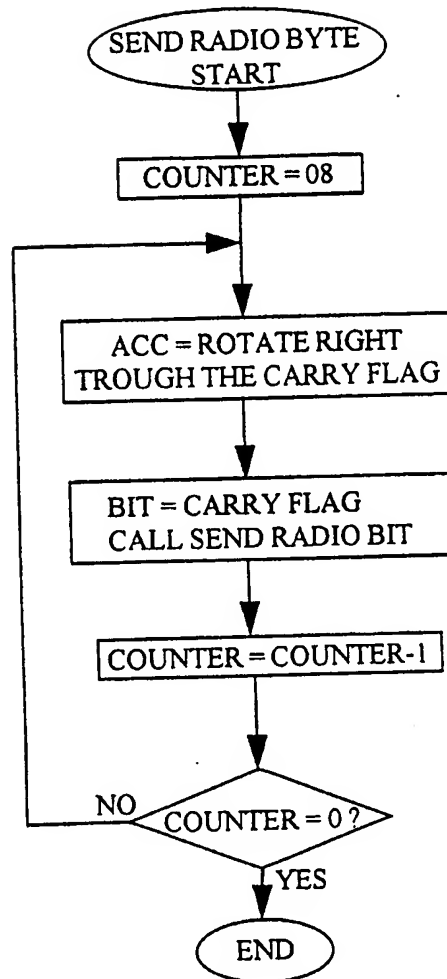 SEND RADIO BYTE
START
COUNTER = 08
ACC = ROTATE RIGHT
TROUGH THE CARRY FLAG
BIT = CARRY FLAG
CALL SEND RADIO BIT
COUNTER = COUNTER-1
COUNTER = 0 ?
NO
YES
END